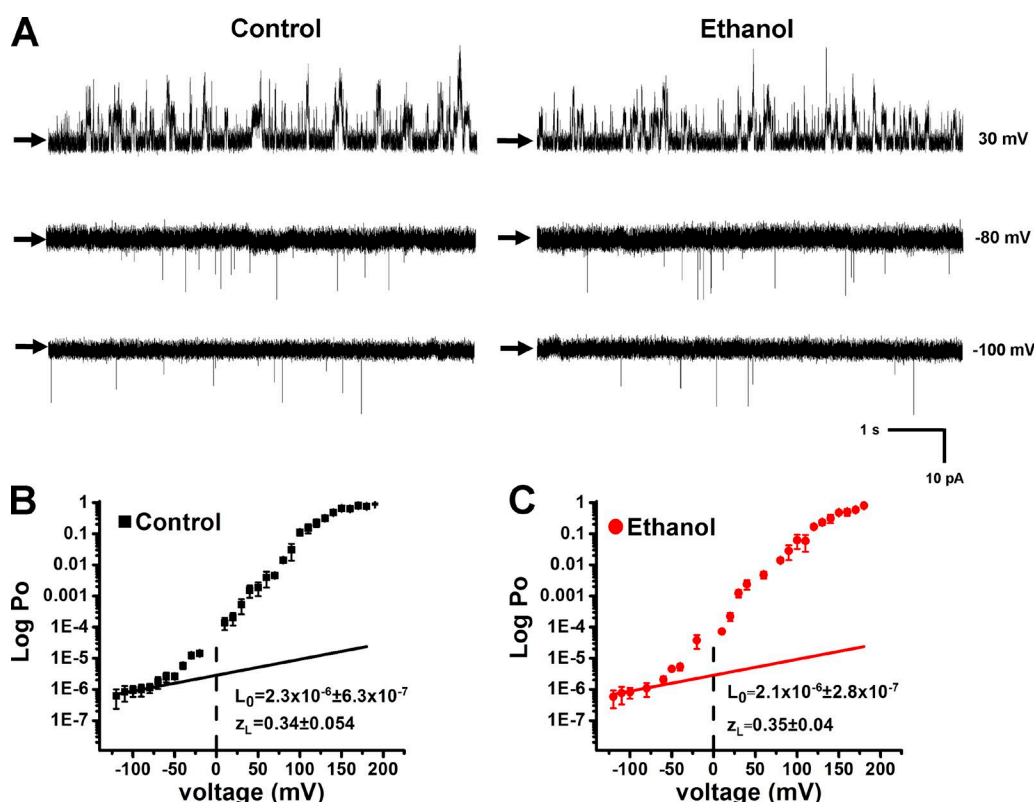 A
Control
Ethanol
30 mV
-80 mV
-100 mV
1 s
10 pA
B
Control
Log Po
1
0.1
0.01
0.001
1E-4
1E-5
1E-6
1E-7
L₀=2.3x10⁻⁶±6.3x10⁻⁷
z_L=0.34±0.054
-100 -50 0 50 100 150 200
voltage (mV)
C
Ethanol
Log Po
1
0.1
0.01
0.001
1E-4
1E-5
1E-6
1E-7
L₀=2.1x10⁻⁶±2.8x10⁻⁷
z_L=0.35±0.04
-100 -50 0 50 100 150 200
voltage (mV)